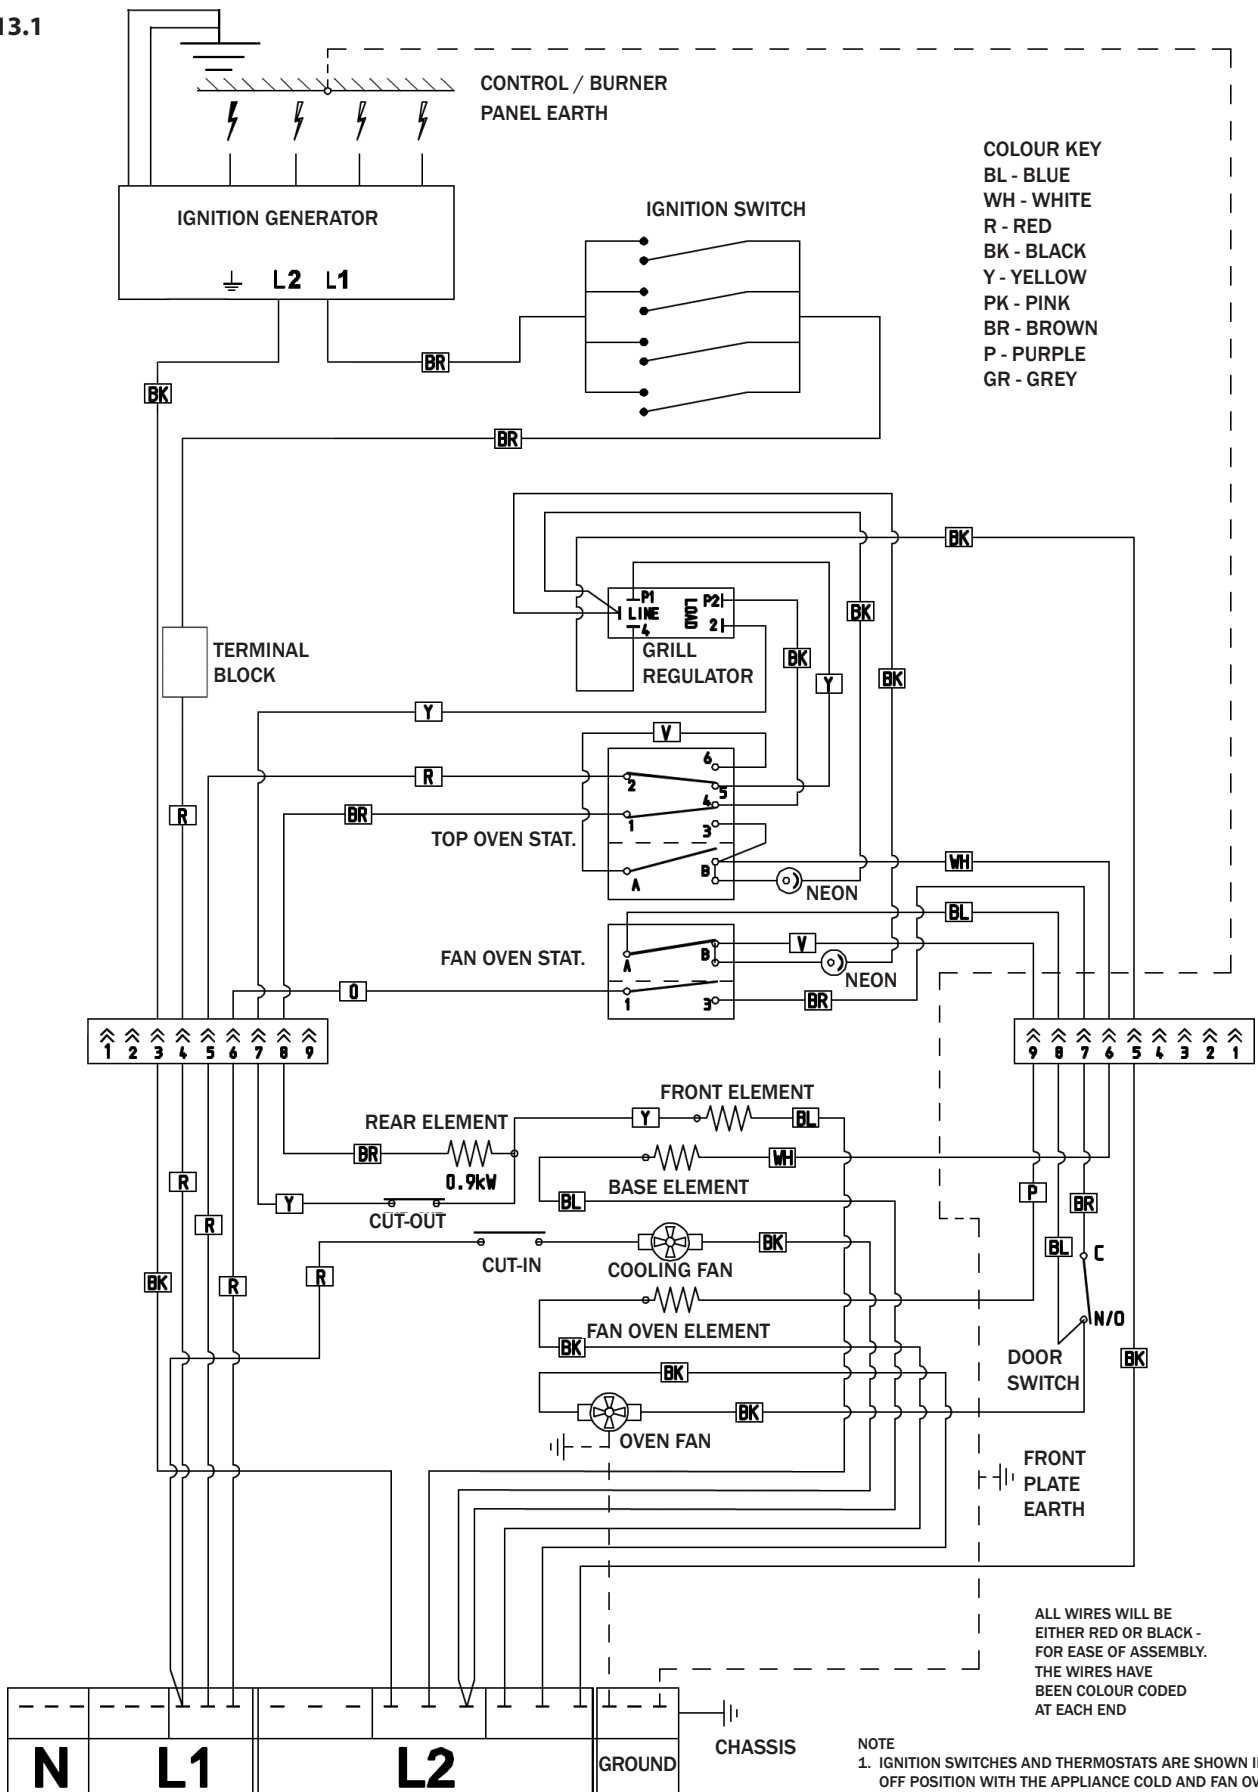 13.1
CONTROL / BURNER
PANEL EARTH
COLOUR KEY
BL - BLUE
WH - WHITE
R - RED
BK - BLACK
Y - YELLOW
PK - PINK
BR - BROWN
P - PURPLE
GR - GREY
IGNITION GENERATOR
L2 L1
IGNITION SWITCH
BR
BK
BR
BK
P1
LINE
4
LOAD
P2
2
GRILL
REGULATOR
BK
BK
Y
BK
TERMINAL
BLOCK
Y
V
6
R
2
5
4
R
BR
1
3
TOP OVEN STAT.
A
B
WH
NEON
BL
FAN OVEN STAT.
A
B
V
NEON
O
1
3
BR
1 2 3 4 5 6 7 8 9
9 8 7 6 5 4 3 2 1
FRONT ELEMENT
REAR ELEMENT
Y
BL
BR
0.9kW
WH
BASE ELEMENT
R
Y
CUT-OUT
BL
P
BR
R
CUT-IN
COOLING FAN
BK
BL
C
BK
R
R
N/O
FAN OVEN ELEMENT
BK
DOOR
SWITCH
BK
BK
BK
OVEN FAN
FRONT
PLATE
EARTH
ALL WIRES WILL BE
EITHER RED OR BLACK -
FOR EASE OF ASSEMBLY.
THE WIRES HAVE
BEEN COLOUR CODED
AT EACH END
N
L1
L2
GROUND
CHASSIS
NOTE
1. IGNITION SWITCHES AND THERMOSTATS ARE SHOWN I
OFF POSITION WITH THE APPLIANCE COLD AND FAN OV